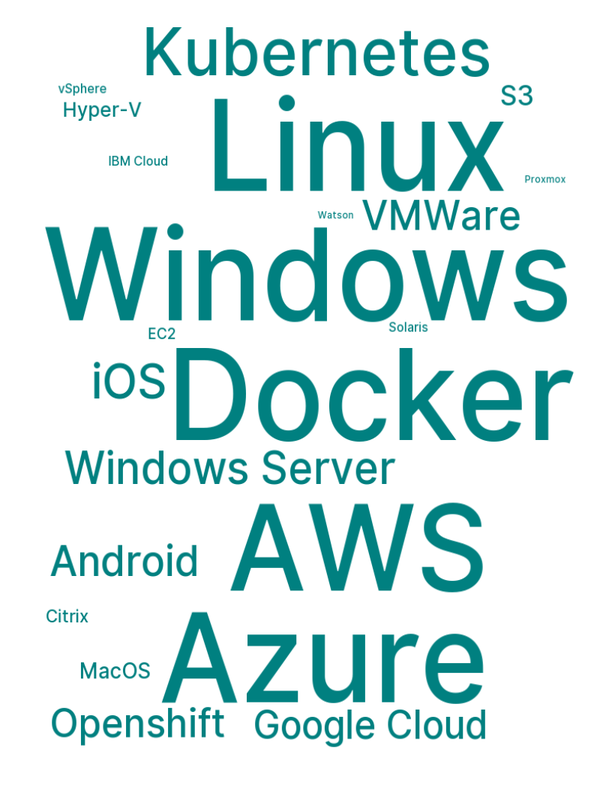 Kubernetes
vSphere
S3
Hyper-V
Linux
IBM Cloud
Proxmox
Watson
VMWare
Windows
Solaris
EC2
iOS
Docker
Windows Server
AWS
Android
Citrix
Azure
MacOS
Openshift
Google Cloud